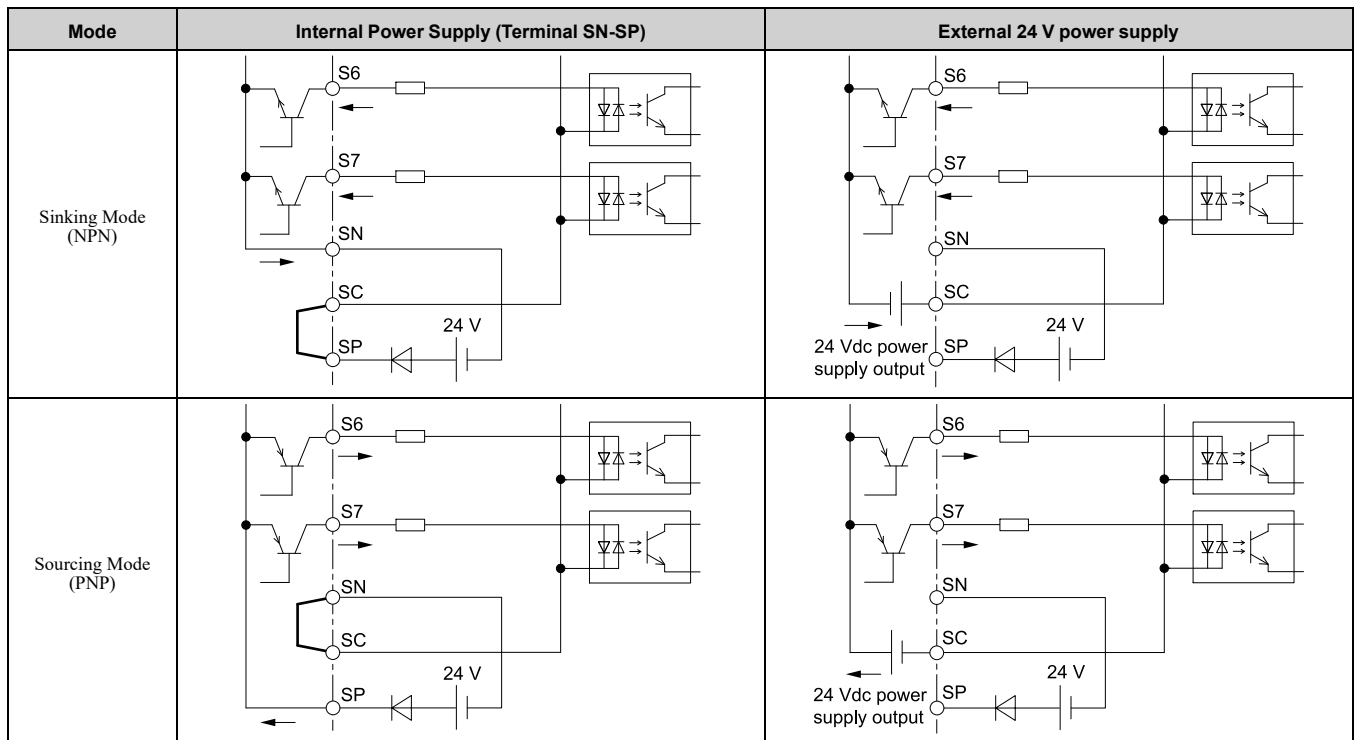 Mode
Internal Power Supply (Terminal SN-SP)
External 24 V power supply
Sinking Mode
(NPN)
S6
S7
SN
SC
24 V
SP
S6
S7
SN
SC
24 V
24 Vdc power
supply output
SP
Sourcing Mode
(PNP)
S6
S7
SN
SC
24 V
SP
S6
S7
SN
SC
24 V
24 Vdc power
supply output
SP